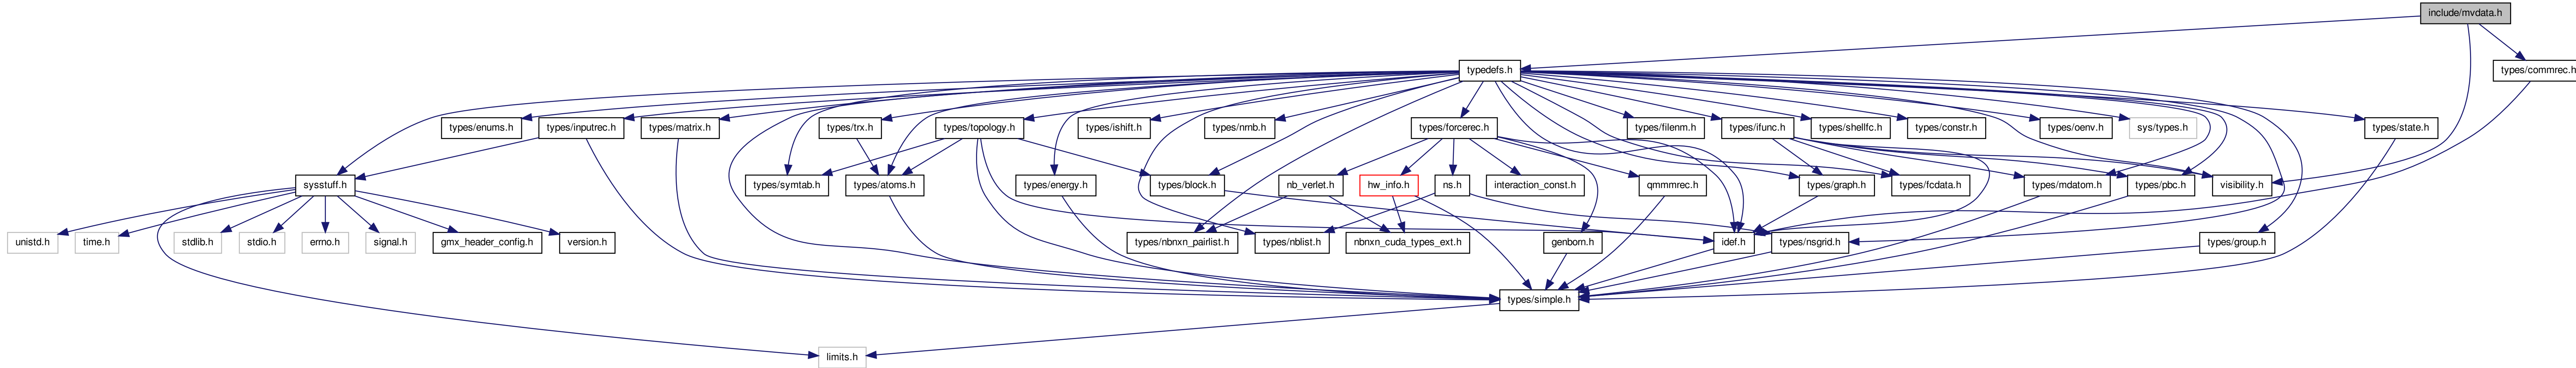 include/mvdata.h
typedefs.h
types/commrec.h
types/enums.h
types/inputrec.h
types/matrix.h
types/trx.h
types/topology.h
types/ishift.h
types/nrnb.h
types/forcerec.h
types/filenm.h
types/ifunc.h
types/shellfc.h
types/constr.h
types/oenv.h
sys/types.h
types/state.h
sysstuff.h
types/symtab.h
types/atoms.h
types/energy.h
types/block.h
nb_verlet.h
hw_info.h
ns.h
interaction_const.h
qmmmrec.h
types/graph.h
types/fcdata.h
types/mdatom.h
types/pbc.h
visibility.h
unistd.h
time.h
stdlib.h
stdio.h
errno.h
signal.h
gmx_header_config.h
version.h
types/nbnxn_pairlist.h
types/nblist.h
nbnxn_cuda_types_ext.h
genborn.h
idef.h
types/nsgrid.h
types/group.h
types/simple.h
limits.h